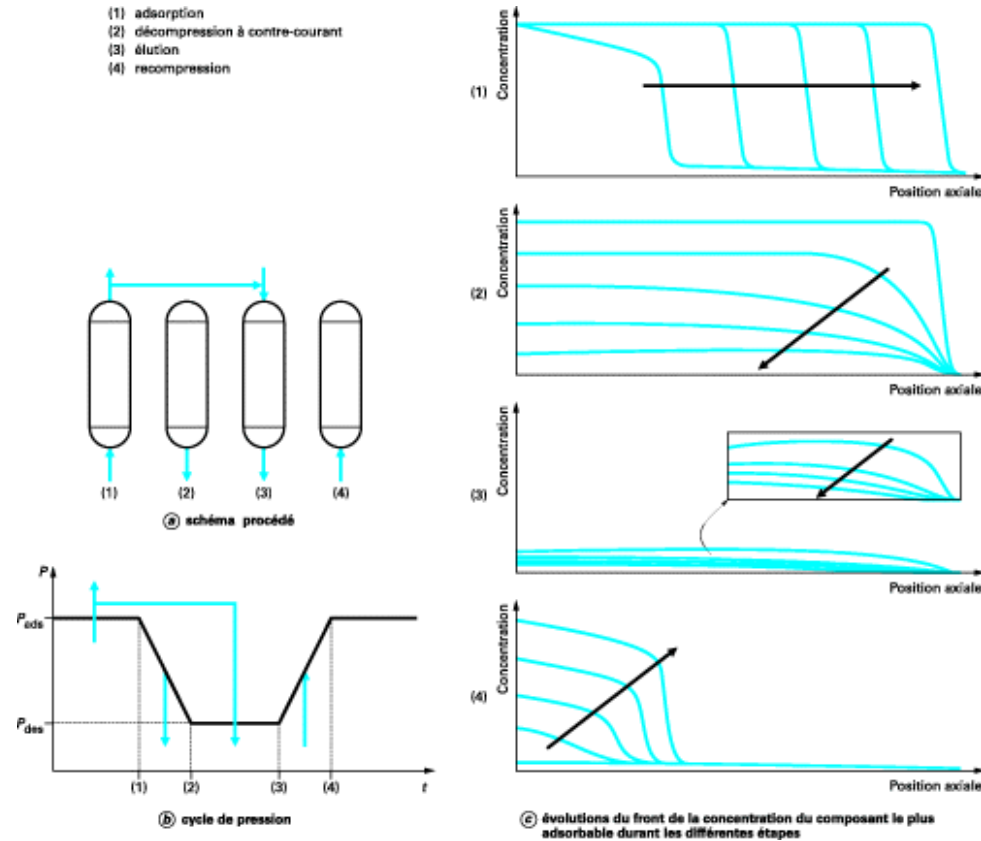 (1) adsorption
(2) décompression à contre-courant
(3) élution
(4) recompression
(1) (2) (3) (4)
a schéma procédé
P
Pads
Pdes
(1) (2) (3) (4) t
b cycle de pression
Concentration
(1)
Position axiale
Concentration
(2)
Position axiale
Concentration
(3)
Position axiale
Concentration
(4)
Position axiale
c évolutions du front de la concentration du composant le plus
adsorbable durant les différentes étapes